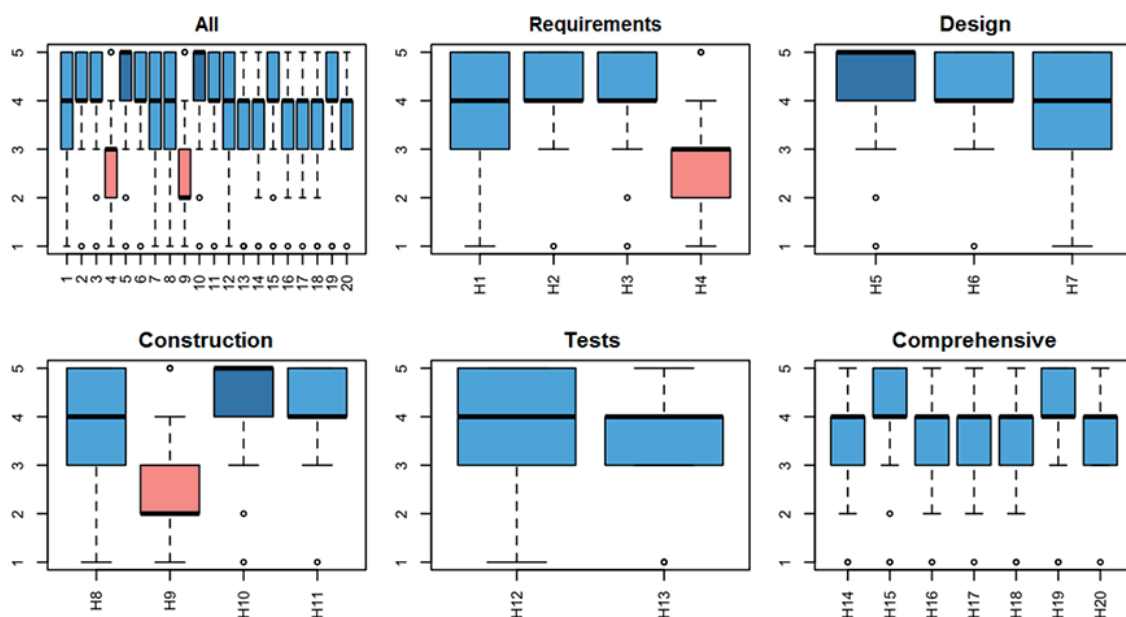 All
5
4
3
2
1
1 2 3 4 5 6 7 8 9 10 11 12 13 14 15 16 17 18 19 20
Requirements
5
4
3
2
1
H1 H2 H3 H4
Design
5
4
3
2
1
H5 H6 H7
Construction
5
4
3
2
1
H8 H9 H10 H11
Tests
5
4
3
2
1
H12 H13
Comprehensive
5
4
3
2
1
H14 H15 H16 H17 H18 H19 H20